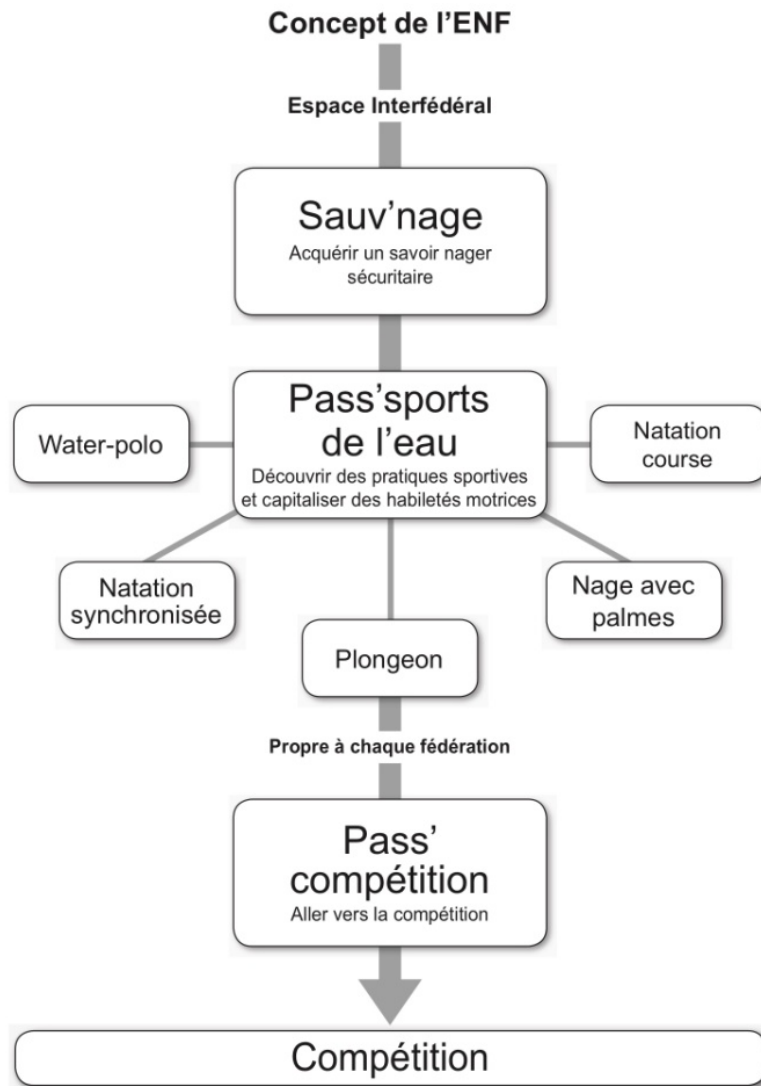 Concept de l'ENF
Espace Interfédéral
Sauv'nage
Acquérir un savoir nager
sécuritaire
Pass'sports
de l'eau
Découvrir des pratiques sportives
et capitaliser des habiletés motrices
Water-polo
Natation
course
Natation
synchronisée
Nage avec
palmes
Plongeon
Propre à chaque fédération
Pass'
compétition
Aller vers la compétition
Compétition